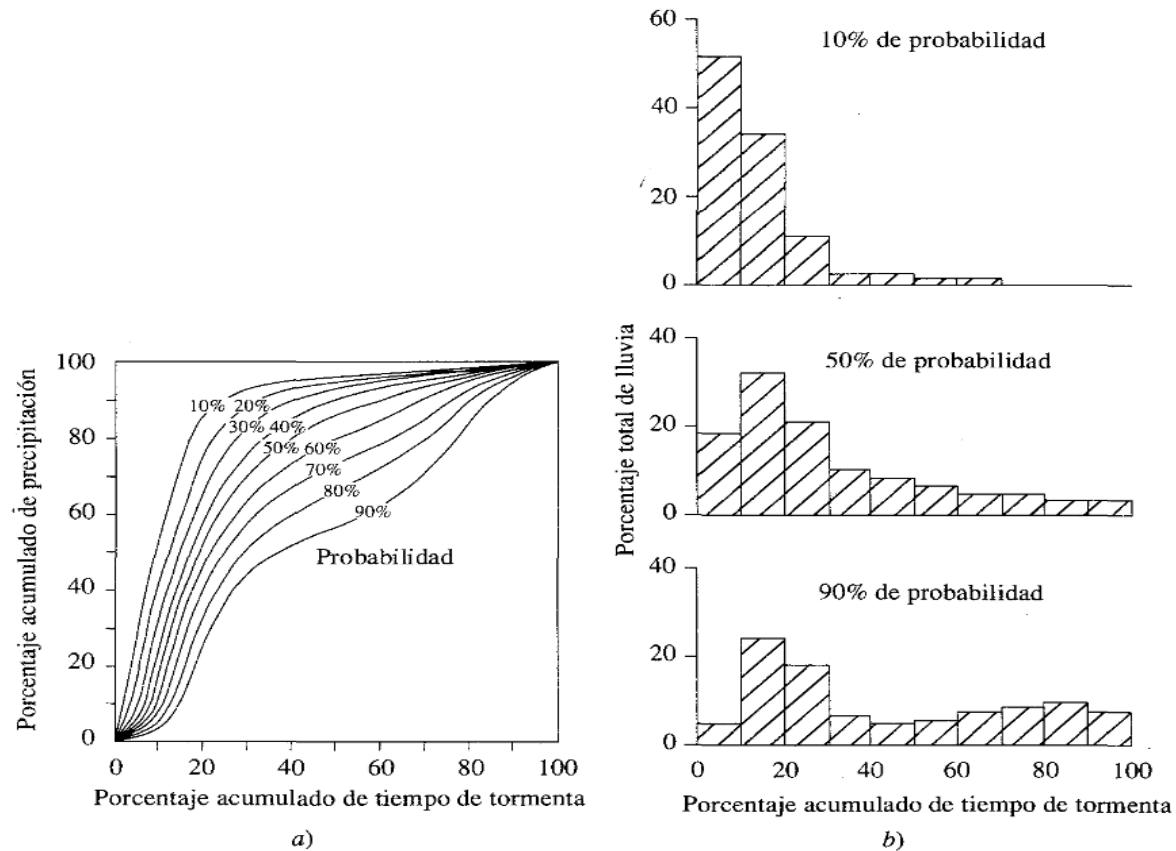 Porcentaje acumulado de precipitación
100
80
60
40
20
0
10% 20%
30% 40%
50% 60%
70%
80%
90%
Probabilidad
0 20 40 60 80 100
Porcentaje acumulado de tiempo de tormenta
a)
Porcentaje total de lluvia
60
40
20
0
10% de probabilidad
40
20
0
50% de probabilidad
40
20
0
90% de probabilidad
0 20 40 60 80 100
Porcentaje acumulado de tiempo de tormenta
b)